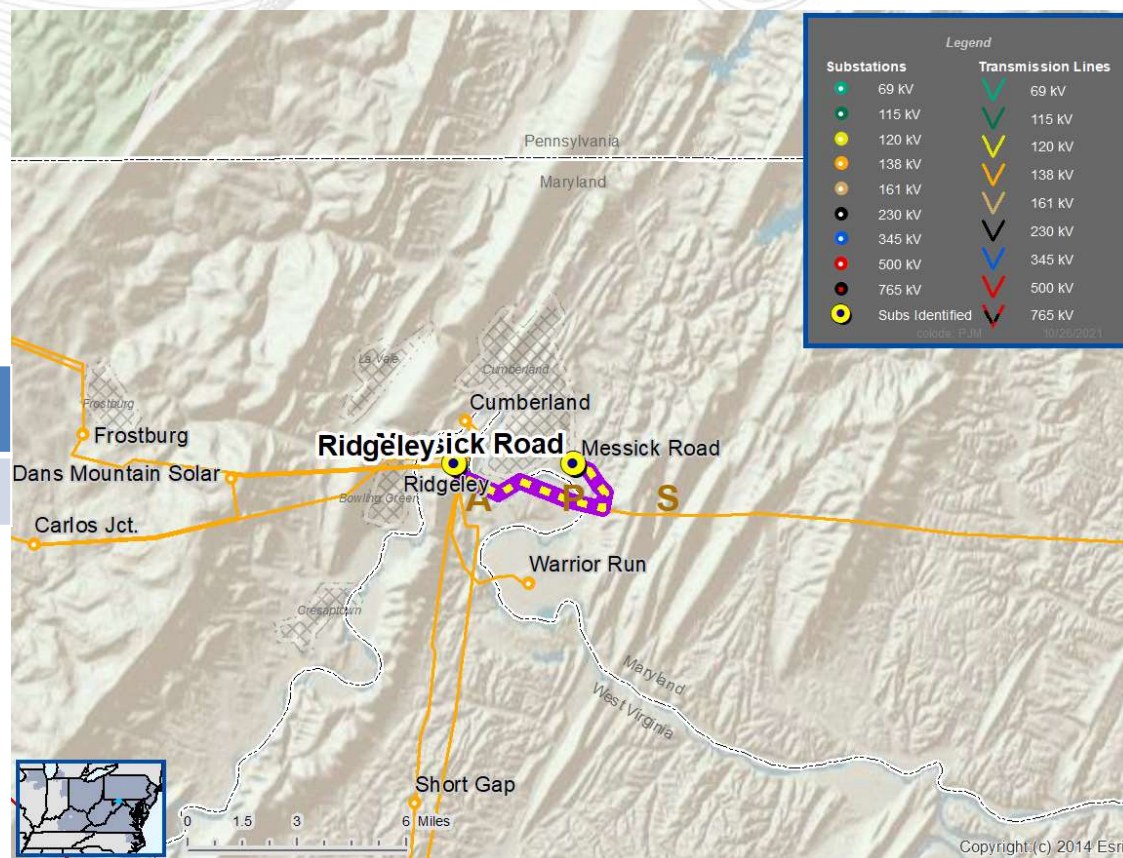 Legend
Substations
69 kV
115 kV
120 kV
138 kV
161 kV
230 kV
345 kV
500 kV
765 kV
Subs Identified
Transmission Lines
69 kV
115 kV
120 kV
138 kV
161 kV
230 kV
345 kV
500 kV
765 kV
10/26/2021
Pennsylvania
Maryland
La Vale
Cumberland
Frostburg
Cumberland
Frostburg
Ridgeley
sick Road
Messick Road
Dans Mountain Solar
Ridgeley
Bowling Green
A P S
Carlos Jct.
Warrior Run
Cresaptown
Maryland
West Virginia
Short Gap
0 1.5 3 6 Miles
Copyright:(c) 2014 Esri